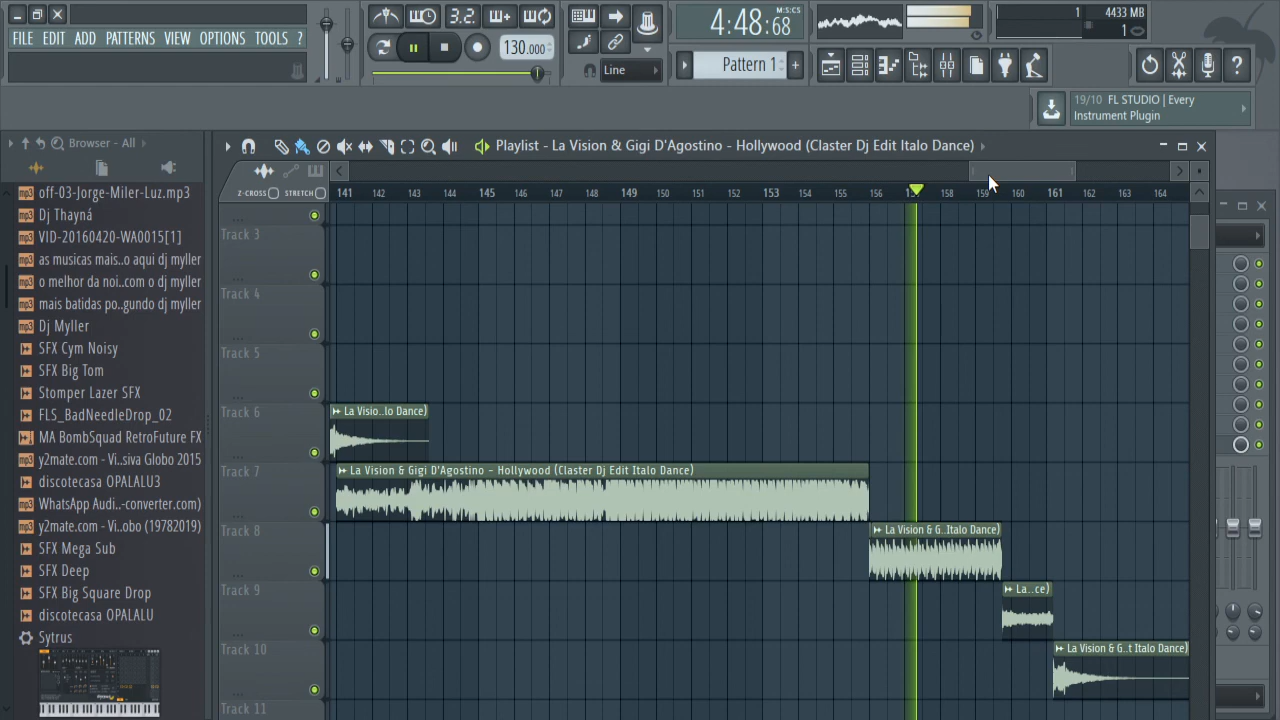 4:48:68
M:S:CS
1
4433 MB
1
FILE EDIT ADD PATTERNS VIEW OPTIONS TOOLS ?
3.2.
130.000
Line
Pattern 1
19/10 FL STUDIO | Every
Instrument Plugin
Browser - All
Playlist - La Vision & Gigi D'Agostino - Hollywood (Claster Dj Edit Italo Dance)
Z-CROSS
STRETCH
141 142 143 144 145 146 147 148 149 150 151 152 153 154 155 156 158 159 160 161 162 163 164
off-03-Jorge-Miler-Luz.mp3
Dj Thayná
VID-20160420-WA0015[1]
as musicas mais..o aqui dj myller
o melhor da noi..com o dj myller
mais batidas po..gundo dj myller
Dj Myller
SFX Cym Noisy
SFX Big Tom
Stomper Lazer SFX
FLS_BadNeedleDrop_02
MA BombSquad RetroFuture FX
y2mate.com - Vi..siva Globo 2015
discotecasa OPALALU3
WhatsApp Audi..-converter.com)
y2mate.com - Vi..obo (19782019)
SFX Mega Sub
SFX Deep
SFX Big Square Drop
discotecasa OPALALU
Sytrus
Track 3
Track 4
Track 5
Track 6
La Visio..lo Dance)
Track 7
La Vision & Gigi D'Agostino - Hollywood (Claster Dj Edit Italo Dance)
Track 8
La Vision & G..Italo Dance)
Track 9
La..ce)
Track 10
La Vision & G..t Italo Dance)
Track 11